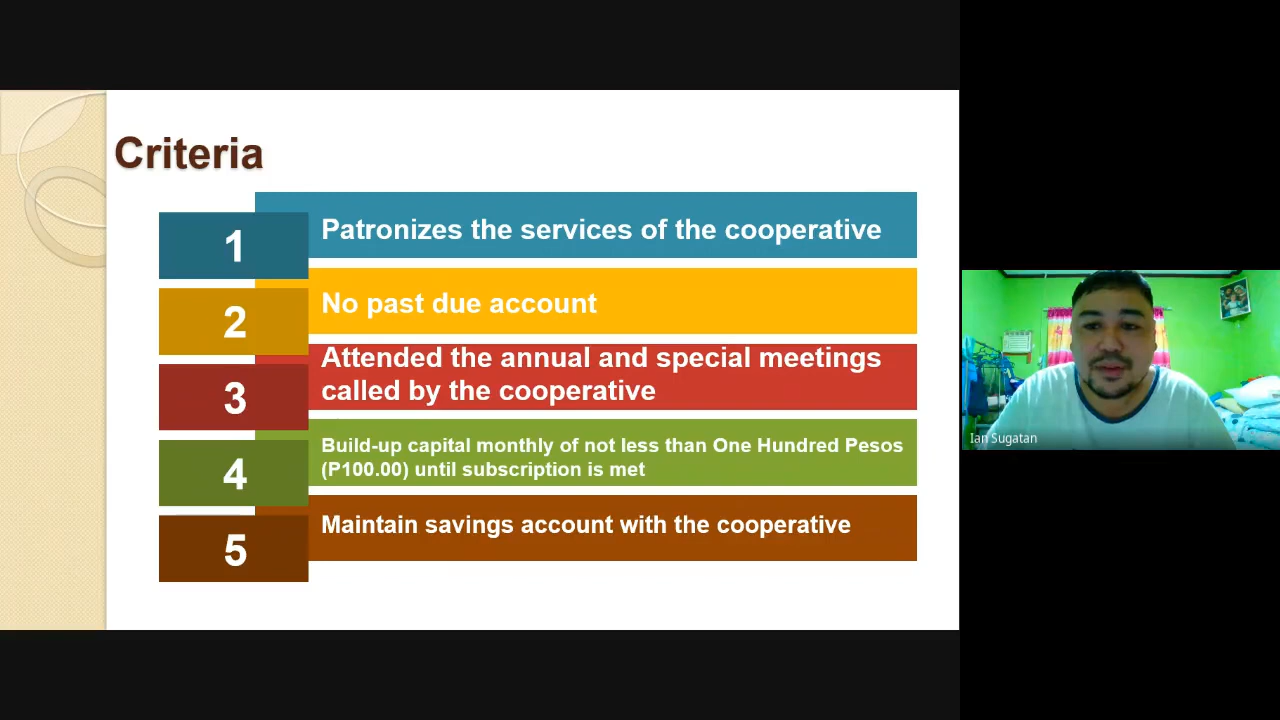 Criteria
1
Patronizes the services of the cooperative
2
No past due account
3
Attended the annual and special meetings
called by the cooperative
4
Build-up capital monthly of not less than One Hundred Pesos
(P100.00) until subscription is met
5
Maintain savings account with the cooperative
Ian Sugatan